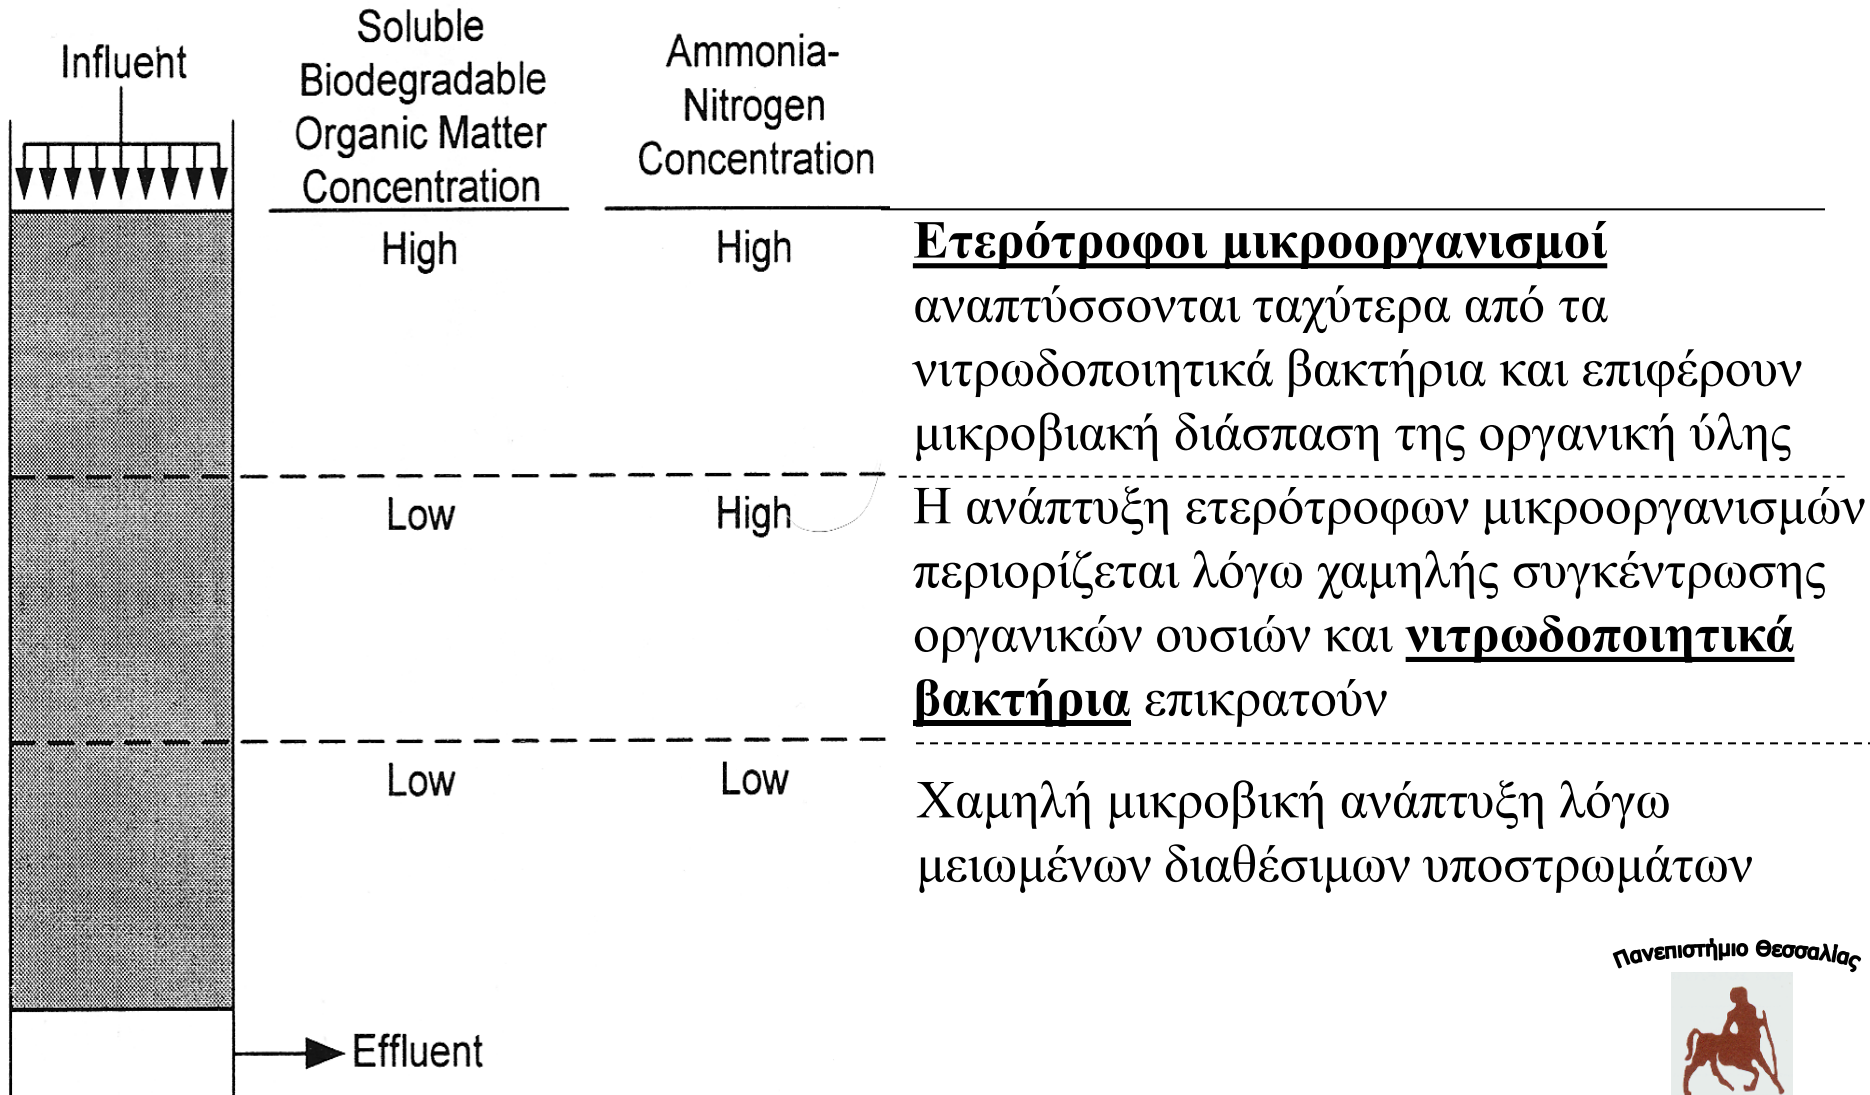 Influeht
Soluble
Biodegradable
Organic Matter
Concentration
Ammonia-
Nitrogen
Concentration
High
High
Ετερότροφοι μικροοργανισμοί
αναπτύσσονται ταχύτερα από τα
νιτρωδοποιητικά βακτήρια και επιφέρουν
μικροβιακή διάσπαση της οργανική ύλης
Low
High
Η ανάπτυξη ετερότροφων μικροοργανισμών
περιορίζεται λόγω χαμηλής συγκέντρωσης
οργανικών ουσιών και νιτρωδοποιητικά
βακτήρια επικρατούν
Low
Low
Χαμηλή μικροβική ανάπτυξη λόγω
μειωμένων διαθέσιμων υποστρωμάτων
Πανεπιστήμιο Θεσσαλίας
Effluent